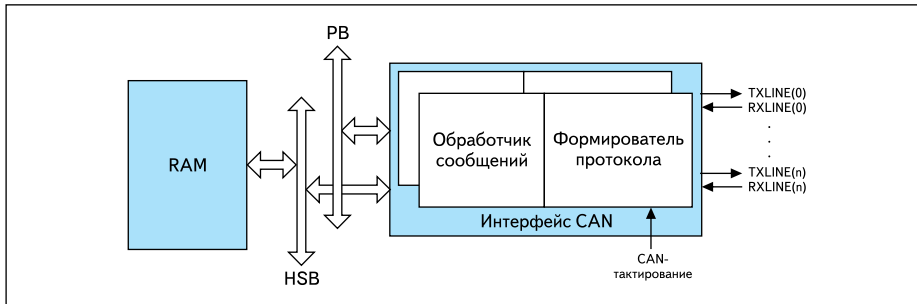 PB
RAM
HSB
Обработчик
сообщений
Формирователь
протокола
Интерфейс CAN
CAN-
тактирование
TXLINE(0)
RXLINE(0)
.
.
.
TXLINE(n)
RXLINE(n)